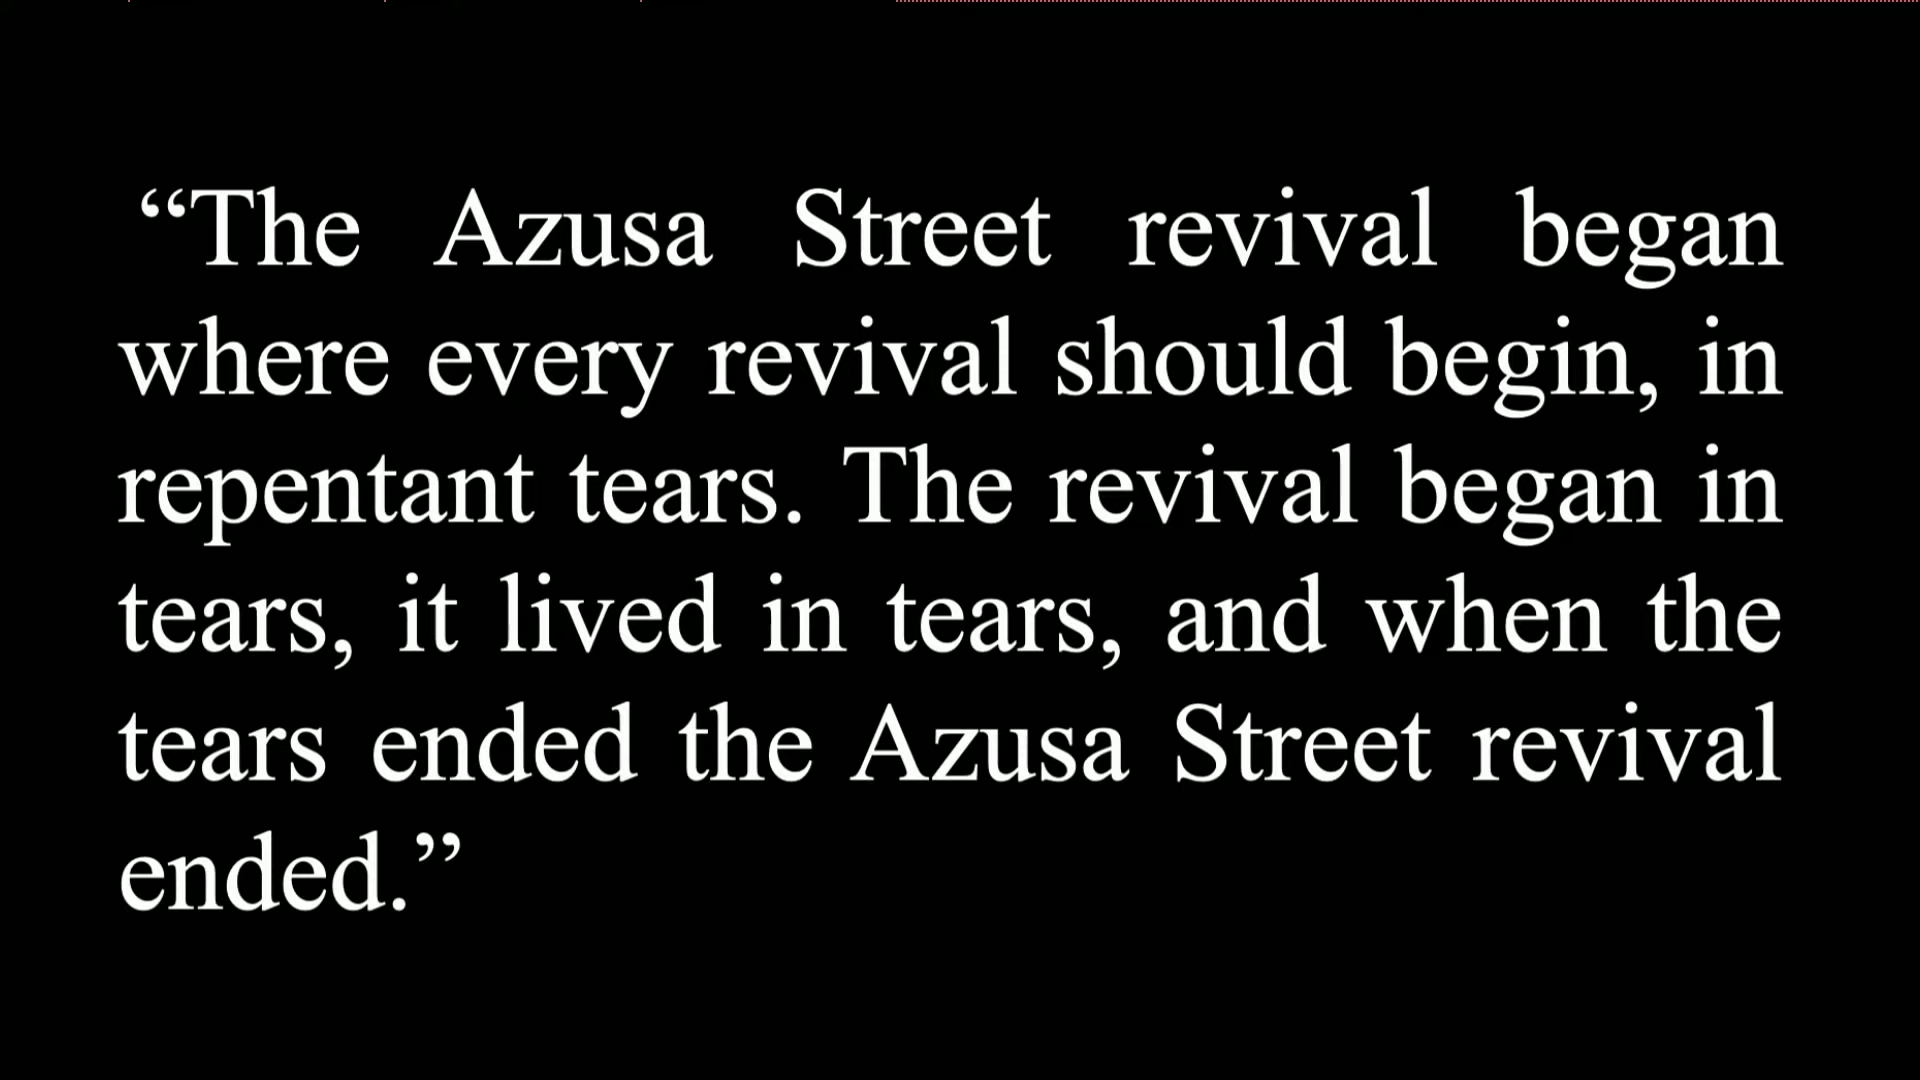 “The Azusa Street revival began
where every revival should begin, in
repentant tears. The revival began in
tears, it lived in tears, and when the
tears ended the Azusa Street revival
ended.”